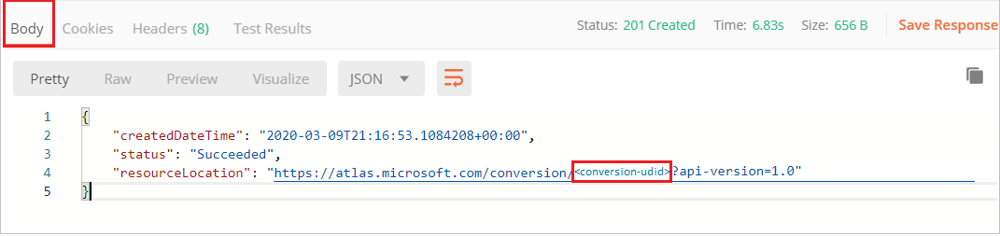 Body Cookies Headers (8) Test Results Status: 201 Created Time: 6.83s Size: 656 B Save Response
Pretty Raw Preview Visualize JSON
1 {
2 "createdDateTime": "2020-03-09T21:16:53.1084208+00:00",
3 "status": "Succeeded",
4 "resourceLocation": "https://atlas.microsoft.com/conversion/<conversion-udid>?api-version=1.0"
5 }